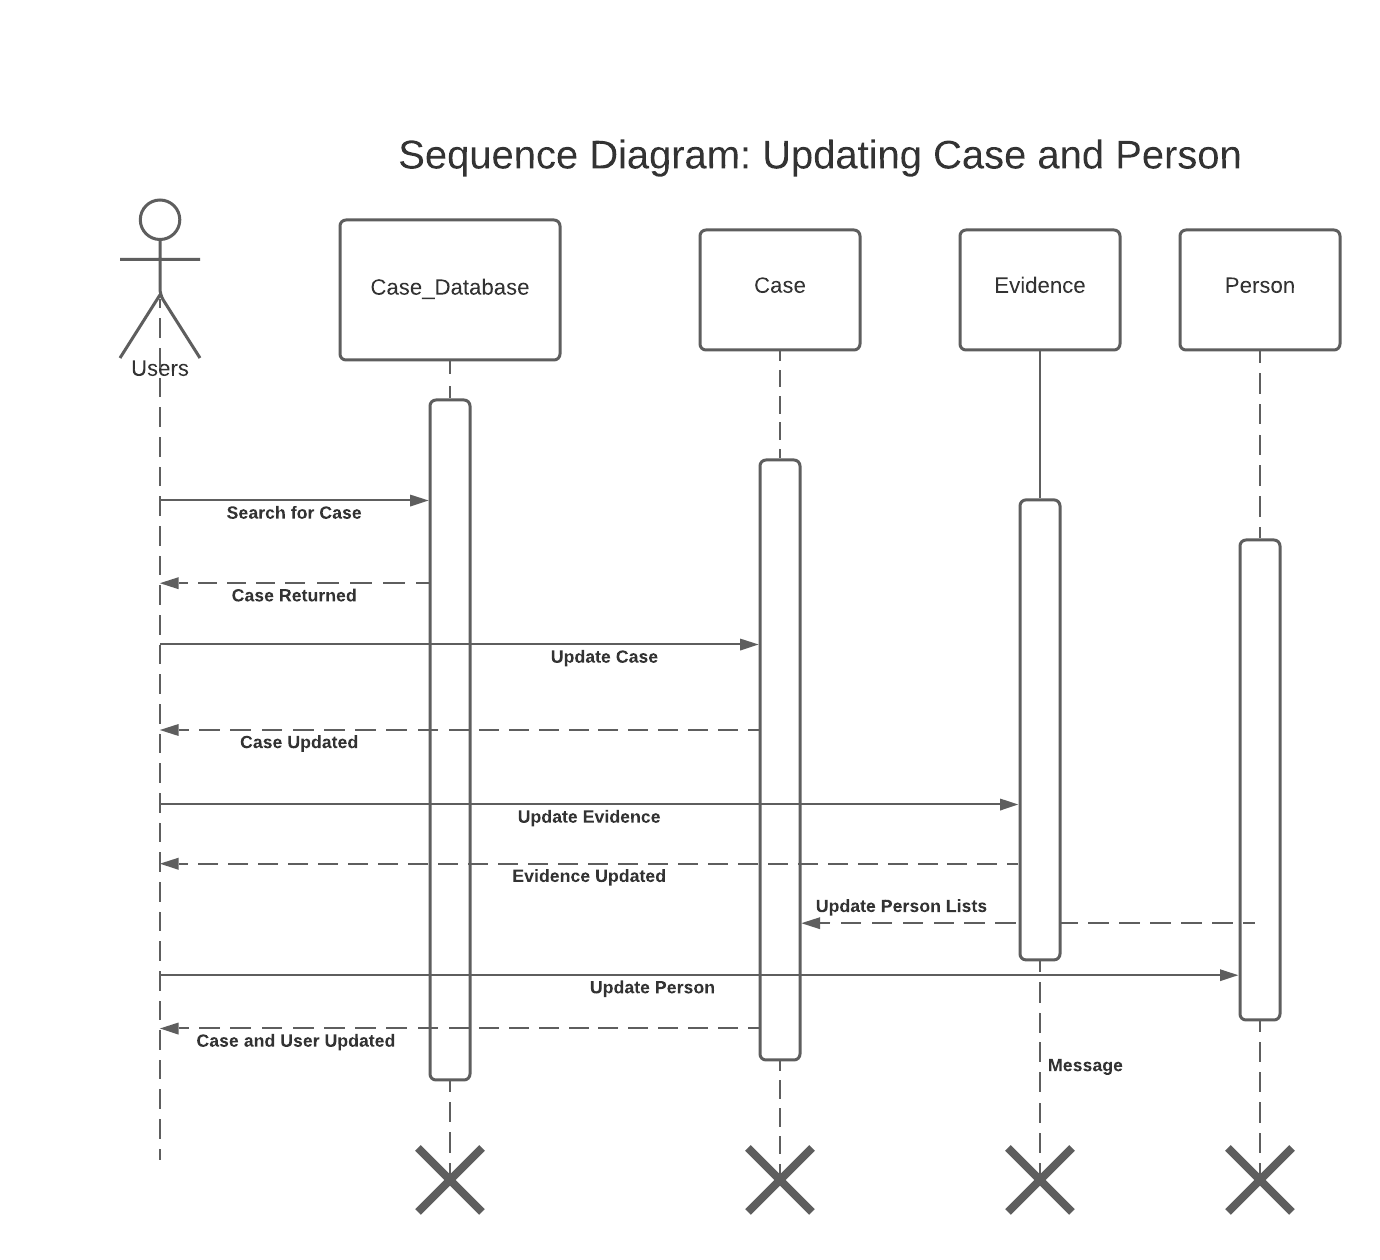 Sequence Diagram: Updating Case and Person
Users
Case_Database
Case
Evidence
Person
Search for Case
Case Returned
Update Case
Case Updated
Update Evidence
Evidence Updated
Update Person Lists
Update Person
Case and User Updated
Message